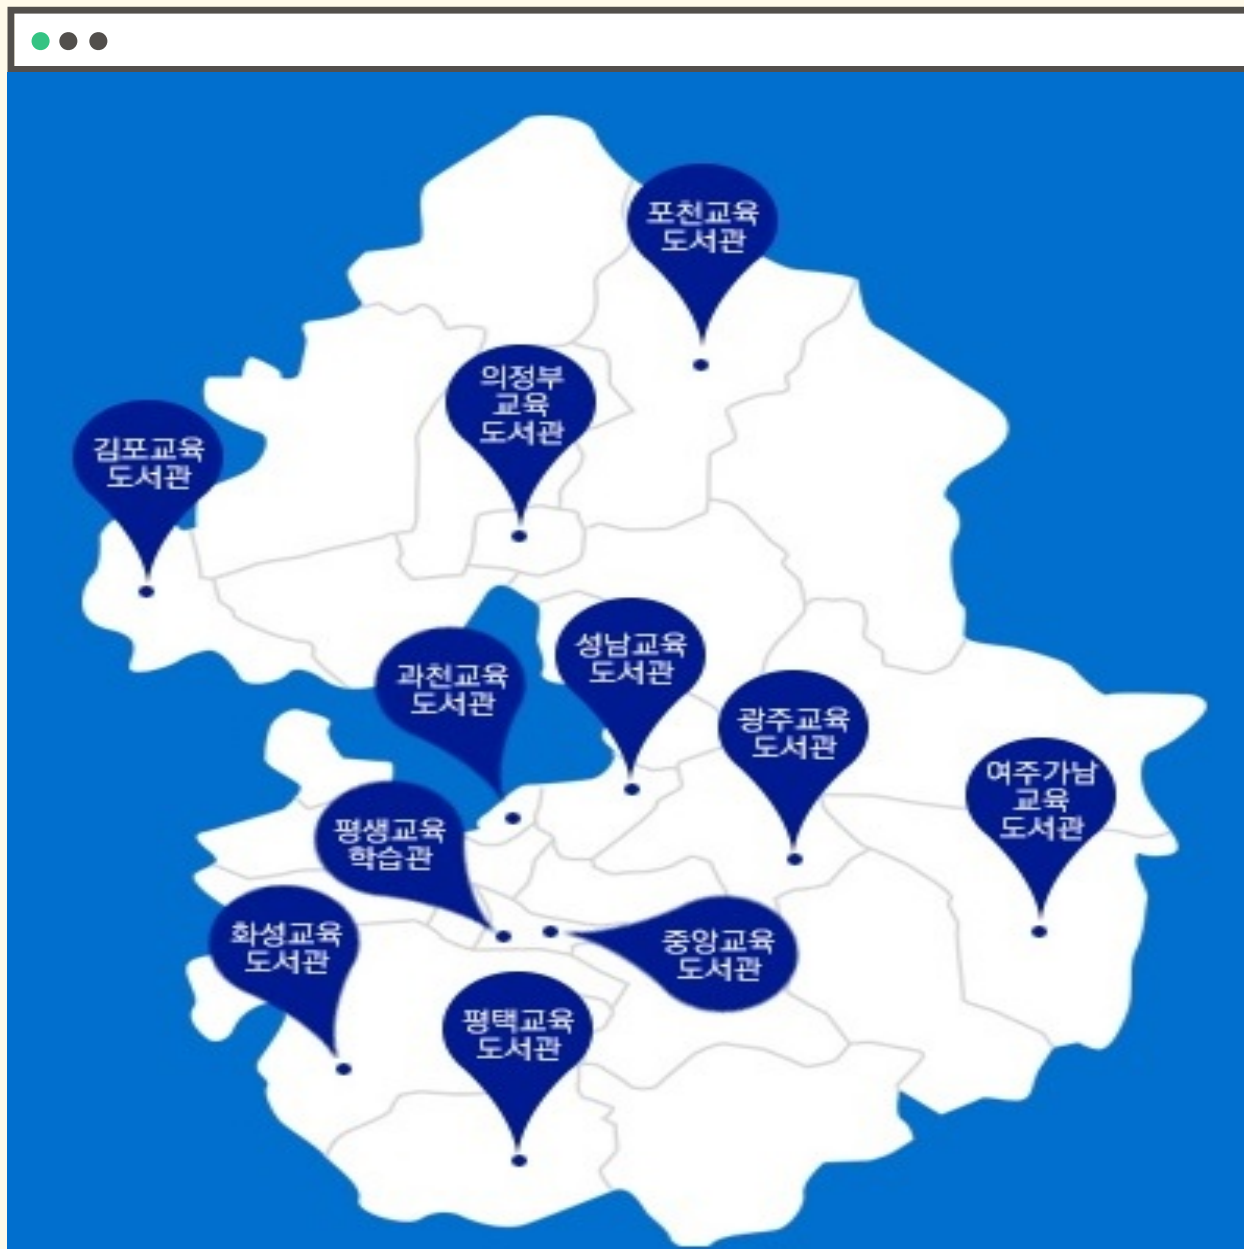 포천교육
도서관
의정부
교육
도서관
김포교육
도서관
성남교육
도서관
과천교육
도서관
광주교육
도서관
여주가남
교육
도서관
평생교육
학습관
화성교육
도서관
중앙교육
도서관
평택교육
도서관